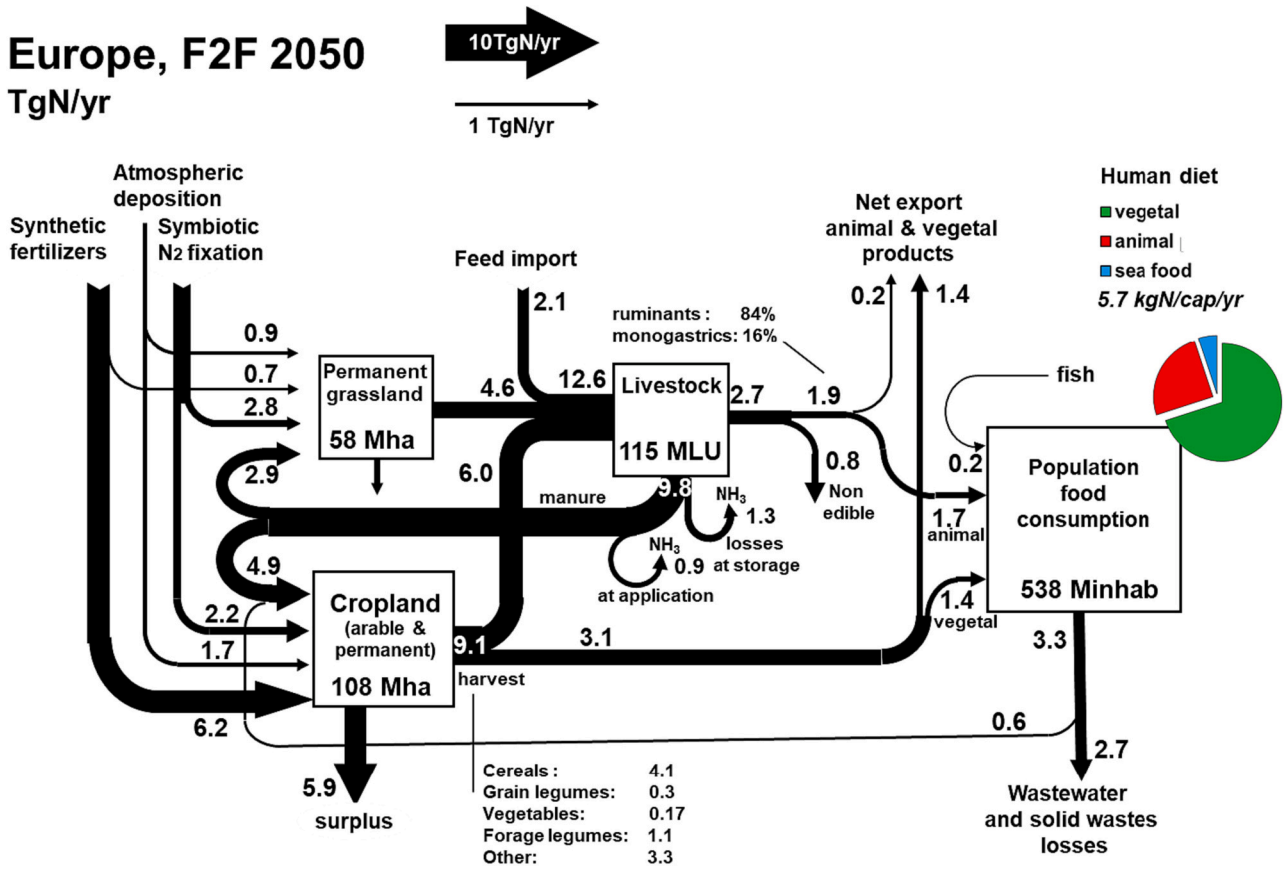 Europe, F2F 2050
TgN/yr
10TgN/yr
1 TgN/yr
Atmospheric
deposition
Synthetic
fertilizers
Symbiotic
N2 fixation
Feed import
2.1
Net export
animal & vegetal
products
0.2
1.4
Human diet
vegetal
animal
sea food
5.7 kgN/cap/yr
ruminants : 84%
monogastrics: 16%
0.9
0.7
2.8
2.9
Permanent
grassland
58 Mha
4.6
12.6
6.0
Livestock
115 MLU
2.7
1.9
0.8
Non
edible
fish
0.2
1.7
animal
1.4
vegetal
Population
food
consumption
538 Minhab
manure
9.8
NH3
1.3
losses
at storage
NH3
0.9
at application
4.9
2.2
1.7
6.2
Cropland
(arable &
permanent)
108 Mha
9.1
harvest
3.1
3.3
0.6
2.7
Wastewater
and solid wastes
losses
5.9
surplus
Cereals : 4.1
Grain legumes: 0.3
Vegetables: 0.17
Forage legumes: 1.1
Other: 3.3